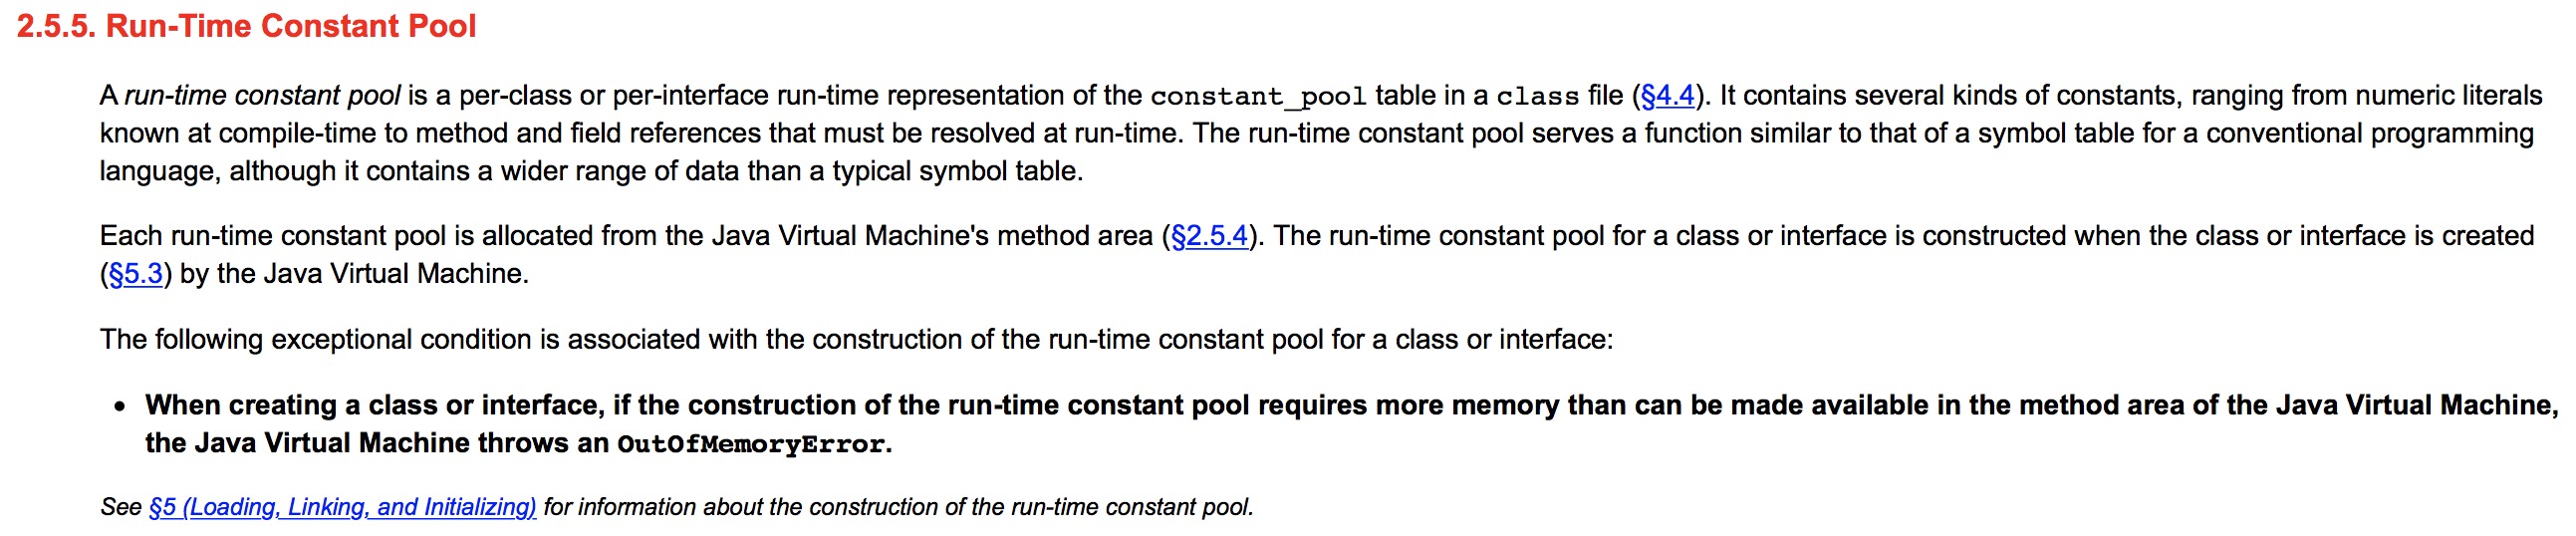 2.5.5. Run-Time Constant Pool
A run-time constant pool is a per-class or per-interface run-time representation of the constant_pool table in a class file (§4.4). It contains several kinds of constants, ranging from numeric literals
known at compile-time to method and field references that must be resolved at run-time. The run-time constant pool serves a function similar to that of a symbol table for a conventional programming
language, although it contains a wider range of data than a typical symbol table.
Each run-time constant pool is allocated from the Java Virtual Machine's method area (§2.5.4). The run-time constant pool for a class or interface is constructed when the class or interface is created
(§5.3) by the Java Virtual Machine.
The following exceptional condition is associated with the construction of the run-time constant pool for a class or interface:
• When creating a class or interface, if the construction of the run-time constant pool requires more memory than can be made available in the method area of the Java Virtual Machine,
the Java Virtual Machine throws an OutOfMemoryError.
See §5 (Loading, Linking, and Initializing) for information about the construction of the run-time constant pool.